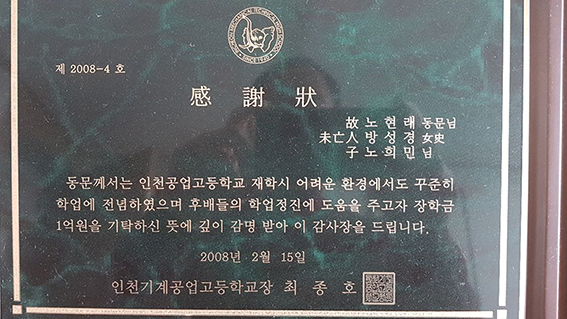 제 2008-4 호
感謝狀
故 노현래 동문님
未亡人 방성경 女史
子 노희민 님
동문께서는 인천공업고등학교 재학시 어려운 환경에서도 꾸준히
학업에 전념하였으며 후배들의 학업정진에 도움을 주고자 장학금
1억원을 기탁하신 뜻에 깊이 감명 받아 이 감사장을 드립니다.
2008년 2월 15일
인천기계공업고등학교장 최종호